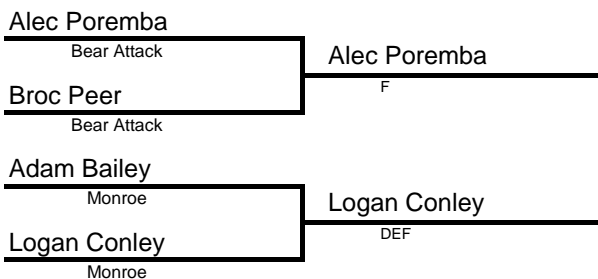 Alec Poremba
Bear Attack
Alec Poremba
F
Broc Peer
Bear Attack
Adam Bailey
Monroe
Logan Conley
DEF
Logan Conley
Monroe